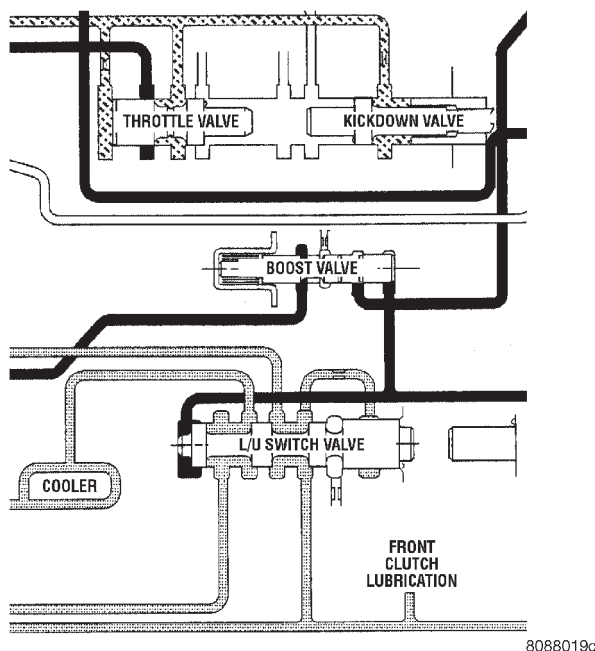 THROTTLE VALVE
KICKDOWN VALVE
BOOST VALVE
L/U SWITCH VALVE
COOLER
FRONT
CLUTCH
LUBRICATION
8088019c